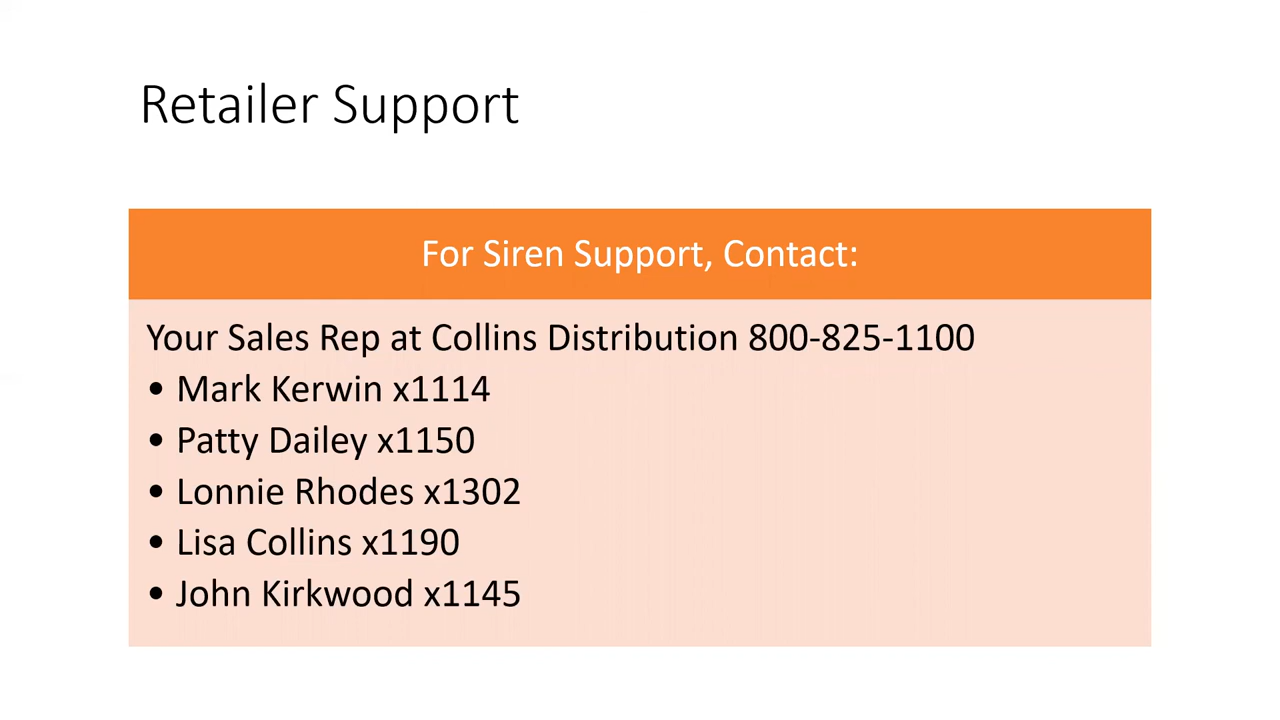 Retailer Support
For Siren Support, Contact:
Your Sales Rep at Collins Distribution 800-825-1100
• Mark Kerwin x1114
• Patty Dailey x1150
• Lonnie Rhodes x1302
• Lisa Collins x1190
• John Kirkwood x1145